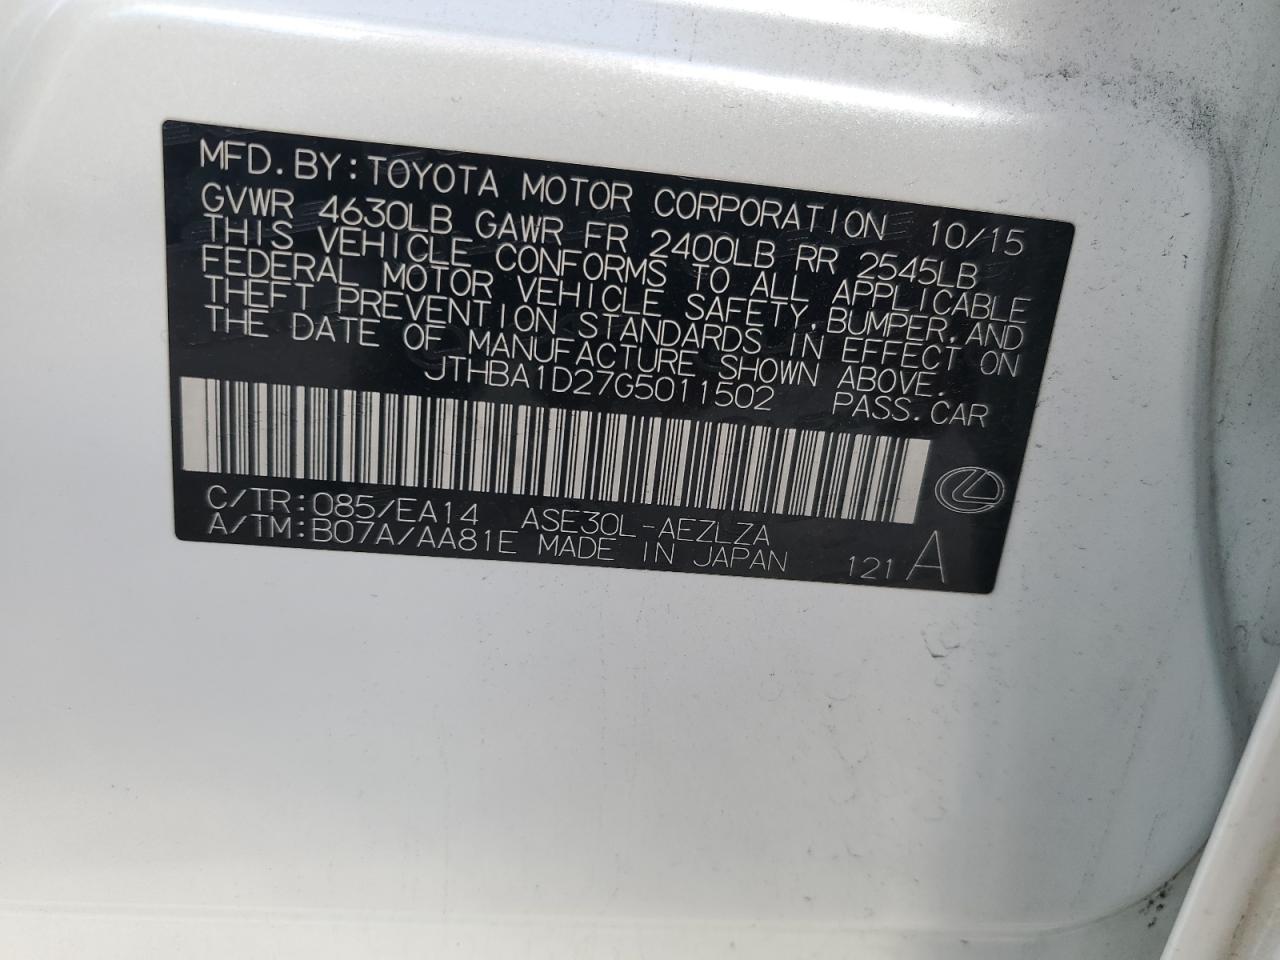 MFD. BY: TOYOTA MOTOR CORPORATION 10/15
GVWR 4630LB GAWR FR 2400LB RR 2545LB
THIS VEHICLE CONFORMS TO ALL APPLICABLE
FEDERAL MOTOR VEHICLE SAFETY, BUMPER, AND
THEFT PREVENTION STANDARDS IN EFFECT ON
THE DATE OF MANUFACTURE SHOWN ABOVE.
JTHBA1D27G5011502 PASS. CAR
C/TR: 085/EA14 ASE30L-AEZLZA
A/TM: B07A/AA81E MADE IN JAPAN 121 A